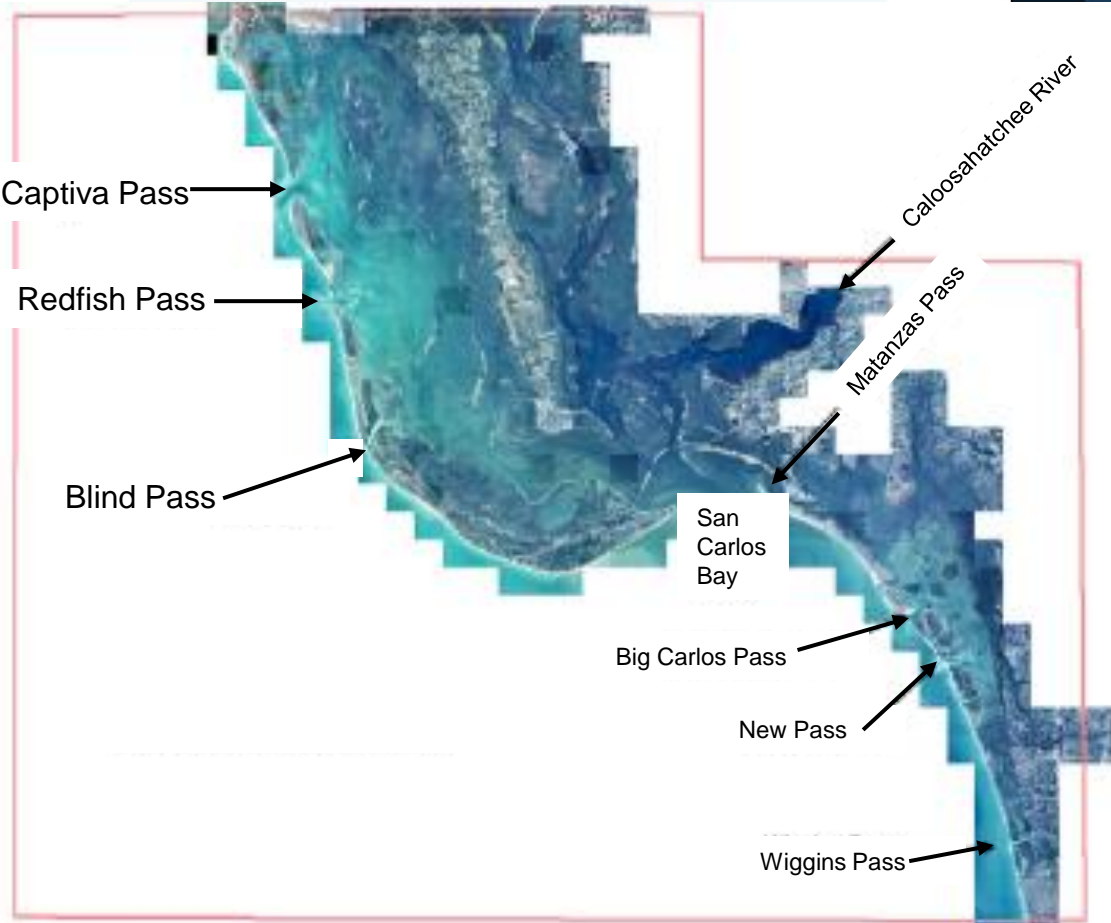 Caloosahatchee River
Captiva Pass
Matanzas Pass
Redfish Pass
Blind Pass
San
Carlos
Bay
Big Carlos Pass
New Pass
Wiggins Pass